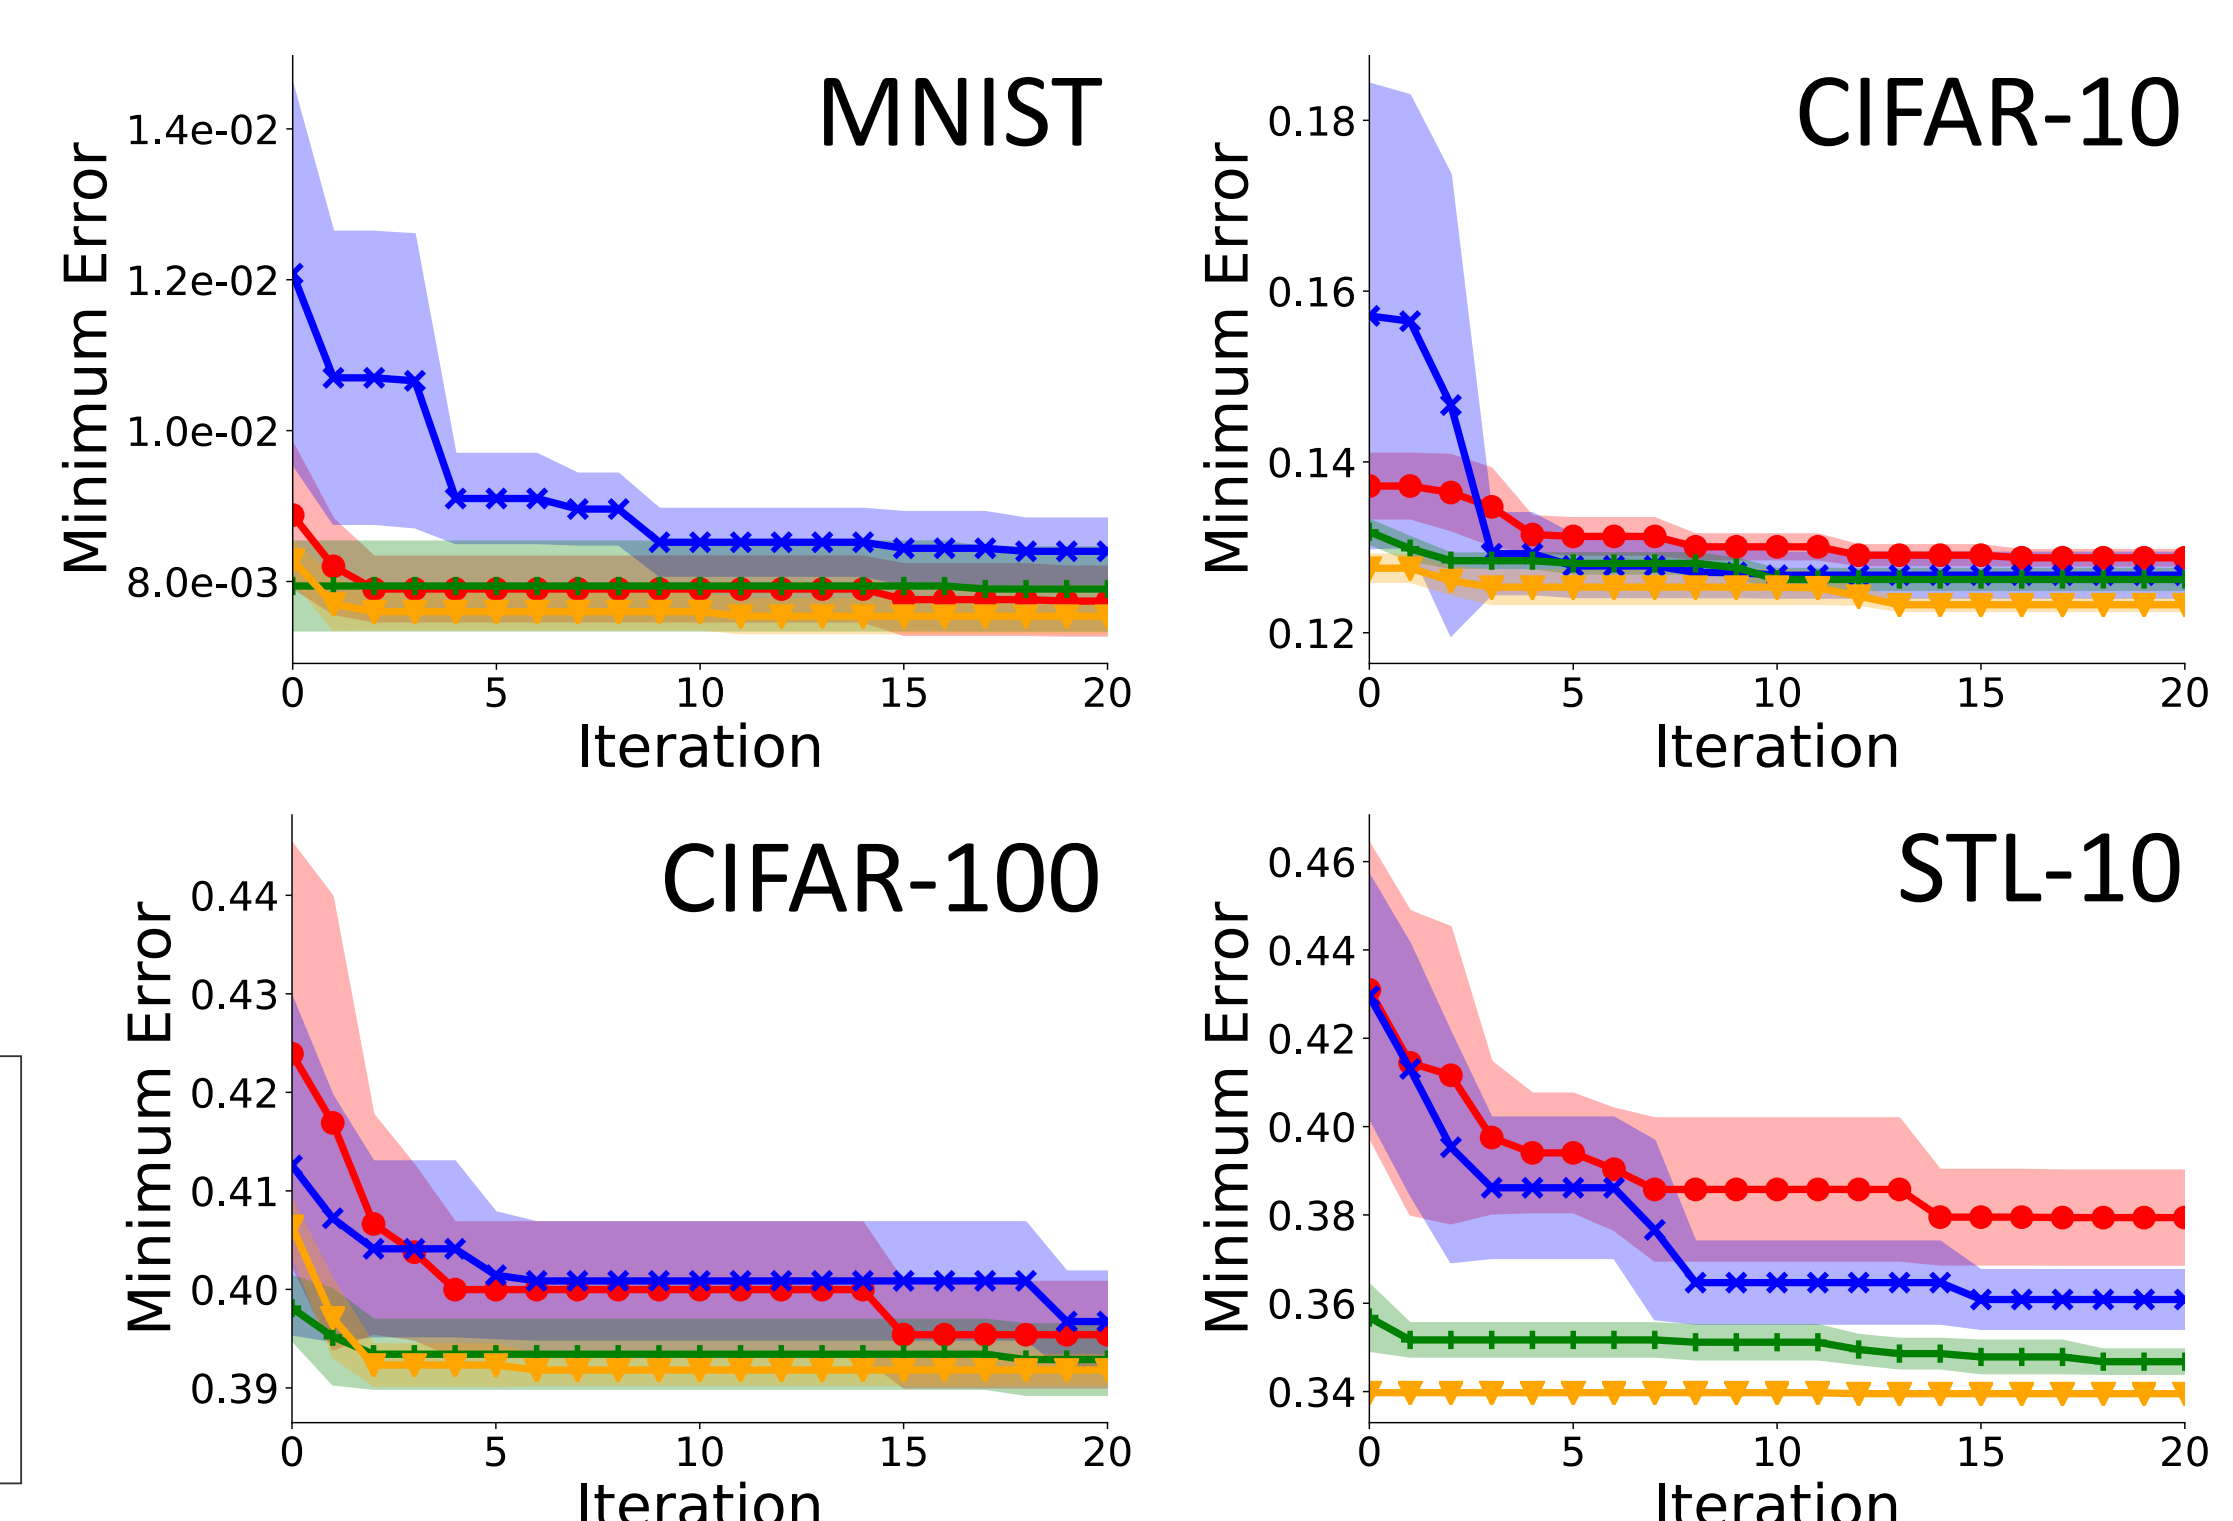 MNIST
Minimum Error
1.4e-02
1.2e-02
1.0e-02
8.0e-03
0 5 10 15 20
Iteration
CIFAR-10
Minimum Error
0.18
0.16
0.14
0.12
0 5 10 15 20
Iteration
CIFAR-100
Minimum Error
0.44
0.43
0.42
0.41
0.40
0.39
0 5 10 15 20
Iteration
STL-10
Minimum Error
0.46
0.44
0.42
0.40
0.38
0.36
0.34
0 5 10 15 20
Iteration